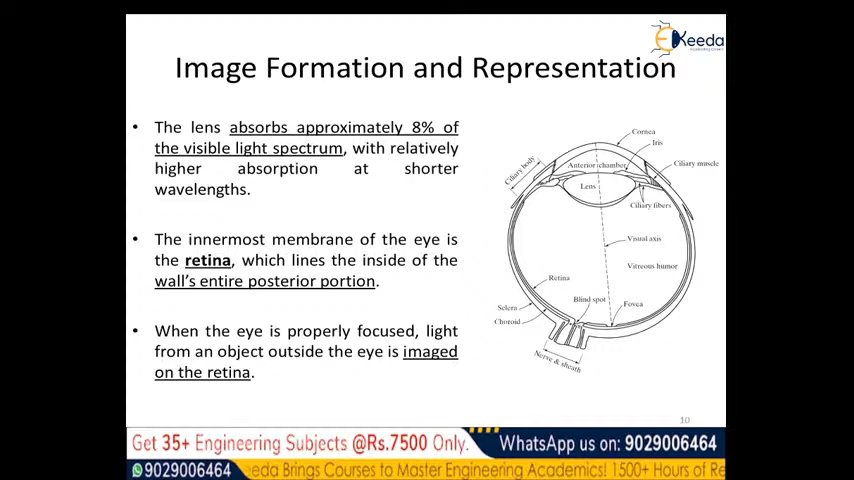 EKeeda
Image Formation and Representation
• The lens absorbs approximately 8% of
the visible light spectrum, with relatively
higher absorption at shorter
wavelengths.
• The innermost membrane of the eye is
the retina, which lines the inside of the
wall's entire posterior portion.
• When the eye is properly focused, light
from an object outside the eye is imaged
on the retina.
Cornea
Iris
Ciliary muscle
Anterior chamber
Ciliary body
Lens
Ciliary fibers
Visual axis
Vitreous humor
Retina
Blind spot
Fovea
Sclera
Choroid
Nerve & sheath
10
Get 35+ Engineering Subjects @Rs.7500 Only.
WhatsApp us on: 9029006464
9029006464
eeda Brings Courses to Master Engineering Academics! 1500+ Hours of Re